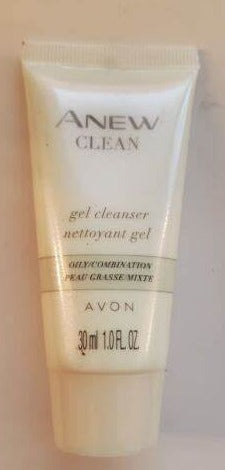 ANEW
CLEAN
gel cleanser
nettoyant gel
OILY/COMBINATION
PEAU GRASSE/MIXTE
AVON
30 ml 1.0 FL. OZ